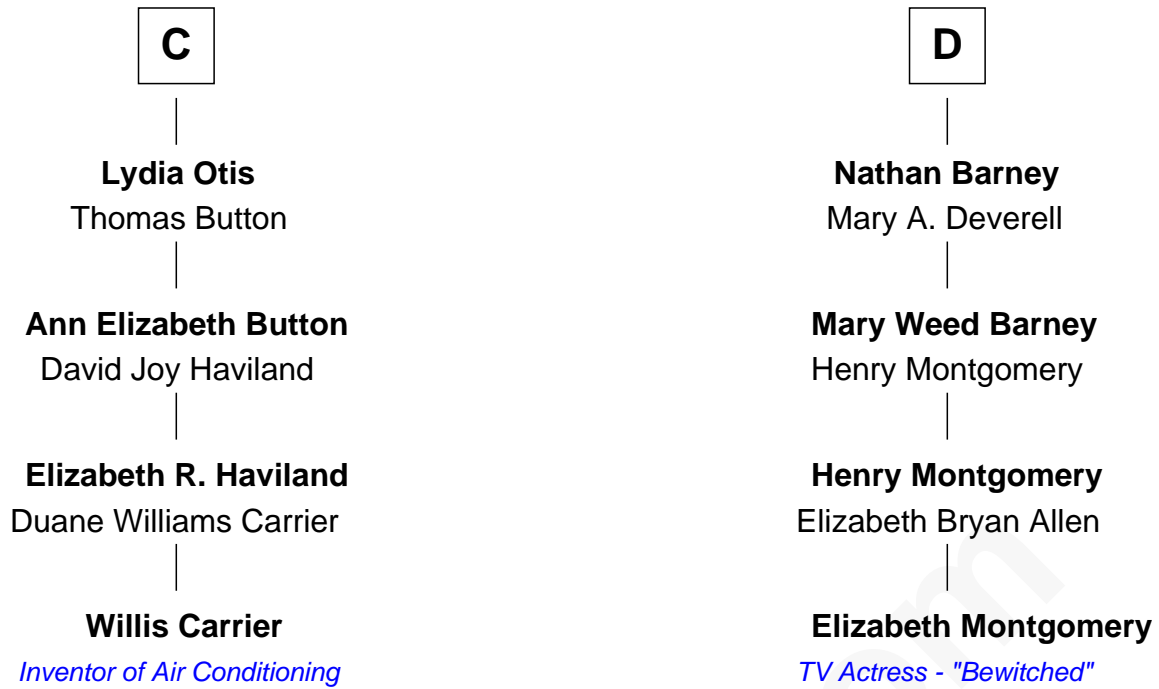 C
Lydia Otis
Thomas Button
Ann Elizabeth Button
David Joy Haviland
Elizabeth R. Haviland
Duane Williams Carrier
Willis Carrier
Inventor of Air Conditioning
D
Nathan Barney
Mary A. Deverell
Mary Weed Barney
Henry Montgomery
Henry Montgomery
Elizabeth Bryan Allen
Elizabeth Montgomery
TV Actress - "Bewitched"